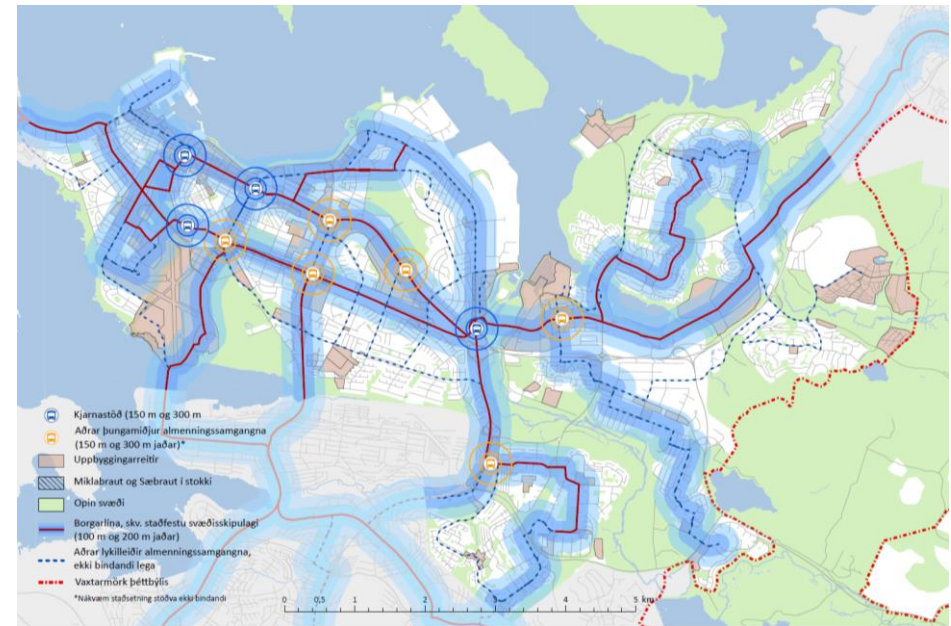 Kjarnastöð (150 m og 300 m
Aðrar þungamiðjur almenningssamgangna
(150 m og 300 m jaðar)*
Uppbyggingarreitir
Miklabraut og Sæbraut í stokki
Opin svæði
Borgarlína, skv. staðfestu svæðisskipulagi
(100 m og 200 m jaðar)
Aðrar lykilleiðir almenningssamgangna,
ekki bindandi lega
Vaxtarmörk þéttbýlis
*Nákvæm staðsetning stöðva ekki bindandi
0 0,5 1 2 3 4 5 km